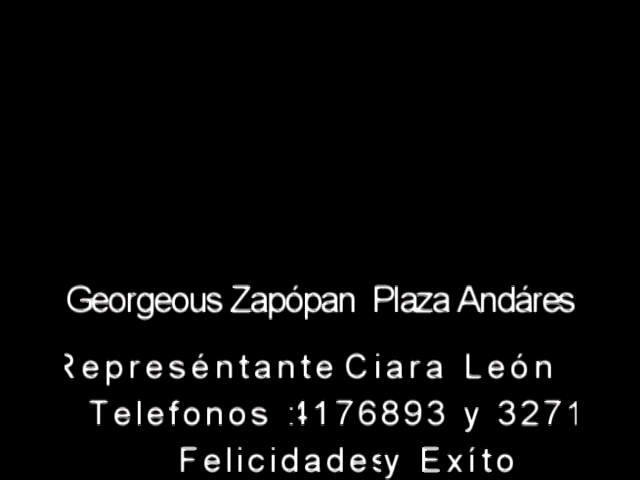 Georgeous Zapópan Plaza Andáres
Represéntante Ciara León
Telefonos :4176893 y 3271
Felicidades y Exíto